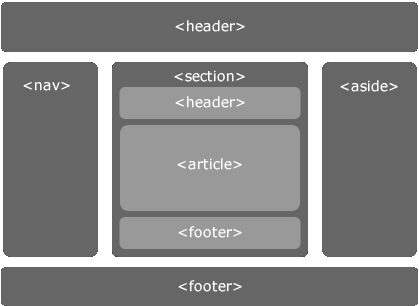 <header>
<nav>
<section>
<header>
<article>
<footer>
<aside>
<footer>